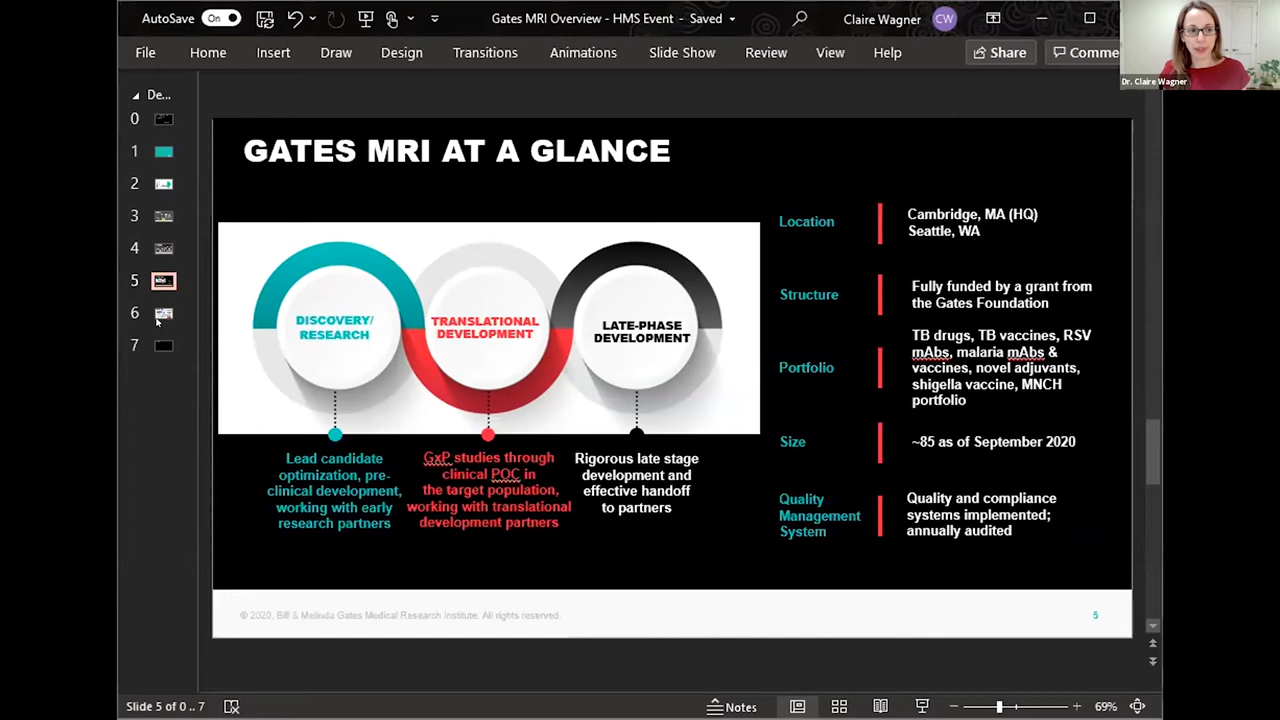 AutoSave On
Gates MRI Overview - HMS Event - Saved
Claire Wagner CW
File Home Insert Draw Design Transitions Animations Slide Show Review View Help Share Comme
Dr. Claire Wagner
De...
0
1
2
3
4
5
6
7
GATES MRI AT A GLANCE
DISCOVERY/
RESEARCH
TRANSLATIONAL
DEVELOPMENT
LATE-PHASE
DEVELOPMENT
Lead candidate
optimization, pre-
clinical development,
working with early
research partners
GxP studies through
clinical POC in
the target population,
working with translational
development partners
Rigorous late stage
development and
effective handoff
to partners
Location
Cambridge, MA (HQ)
Seattle, WA
Structure
Fully funded by a grant from
the Gates Foundation
Portfolio
TB drugs, TB vaccines, RSV
mAbs, malaria mAbs &
vaccines, novel adjuvants,
shigella vaccine, MNCH
portfolio
Size
~85 as of September 2020
Quality
Management
System
Quality and compliance
systems implemented;
annually audited
© 2020, Bill & Melinda Gates Medical Research Institute. All rights reserved.
5
Slide 5 of 0 .. 7
Notes
69%